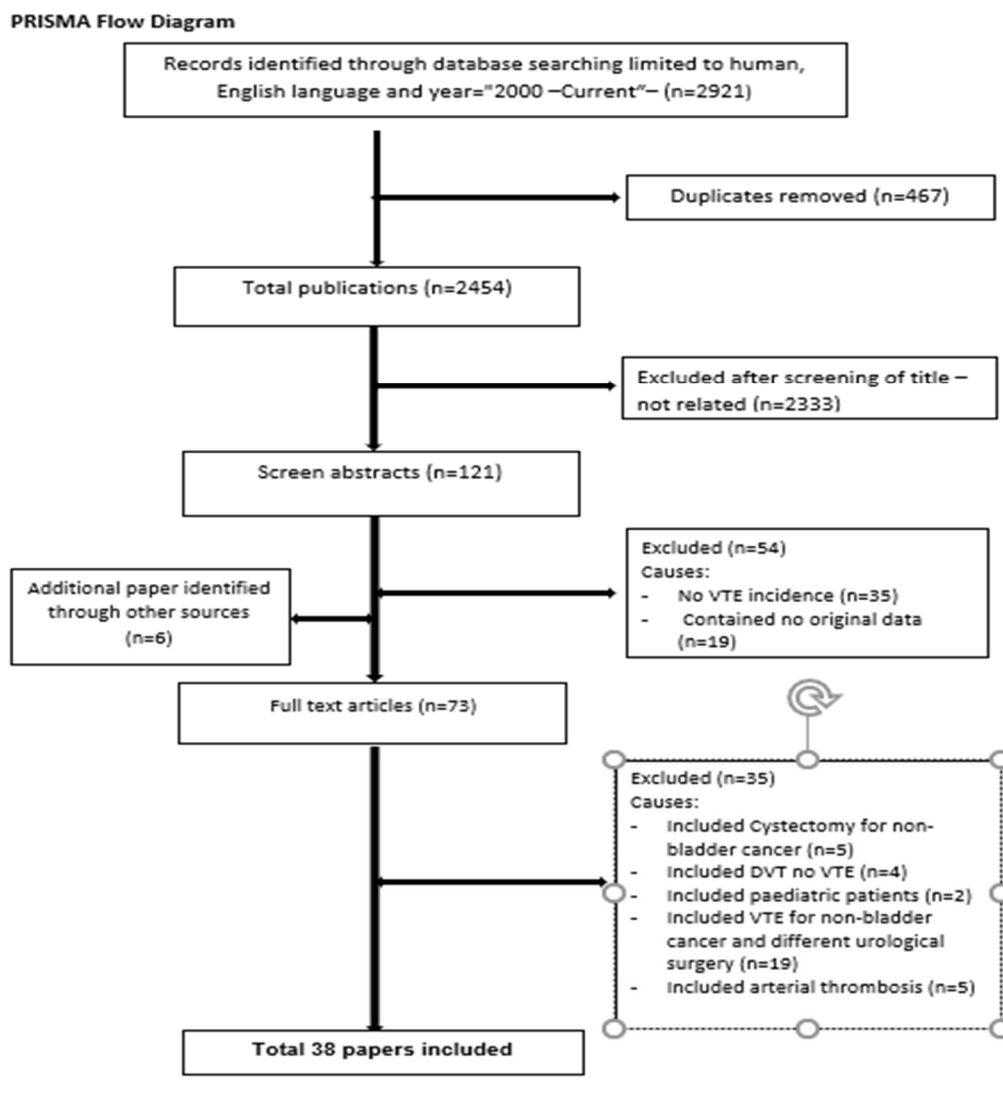 PRISMA Flow Diagram
Records identified through database searching limited to human,
English language and year="2000 –Current"– (n=2921)
Duplicates removed (n=467)
Total publications (n=2454)
Excluded after screening of title –
not related (n=2333)
Screen abstracts (n=121)
Excluded (n=54)
Causes:
- No VTE incidence (n=35)
- Contained no original data
(n=19)
Additional paper identified
through other sources
(n=6)
Full text articles (n=73)
Excluded (n=35)
Causes:
- Included Cystectomy for non-
bladder cancer (n=5)
- Included DVT no VTE (n=4)
- Included paediatric patients (n=2)
- Included VTE for non-bladder
cancer and different urological
surgery (n=19)
- Included arterial thrombosis (n=5)
Total 38 papers included